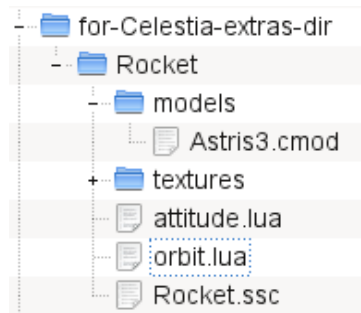 for-Celestia-extras-dir
Rocket
models
Astris3.cmod
textures
attitude.lua
orbit.lua
Rocket.ssc